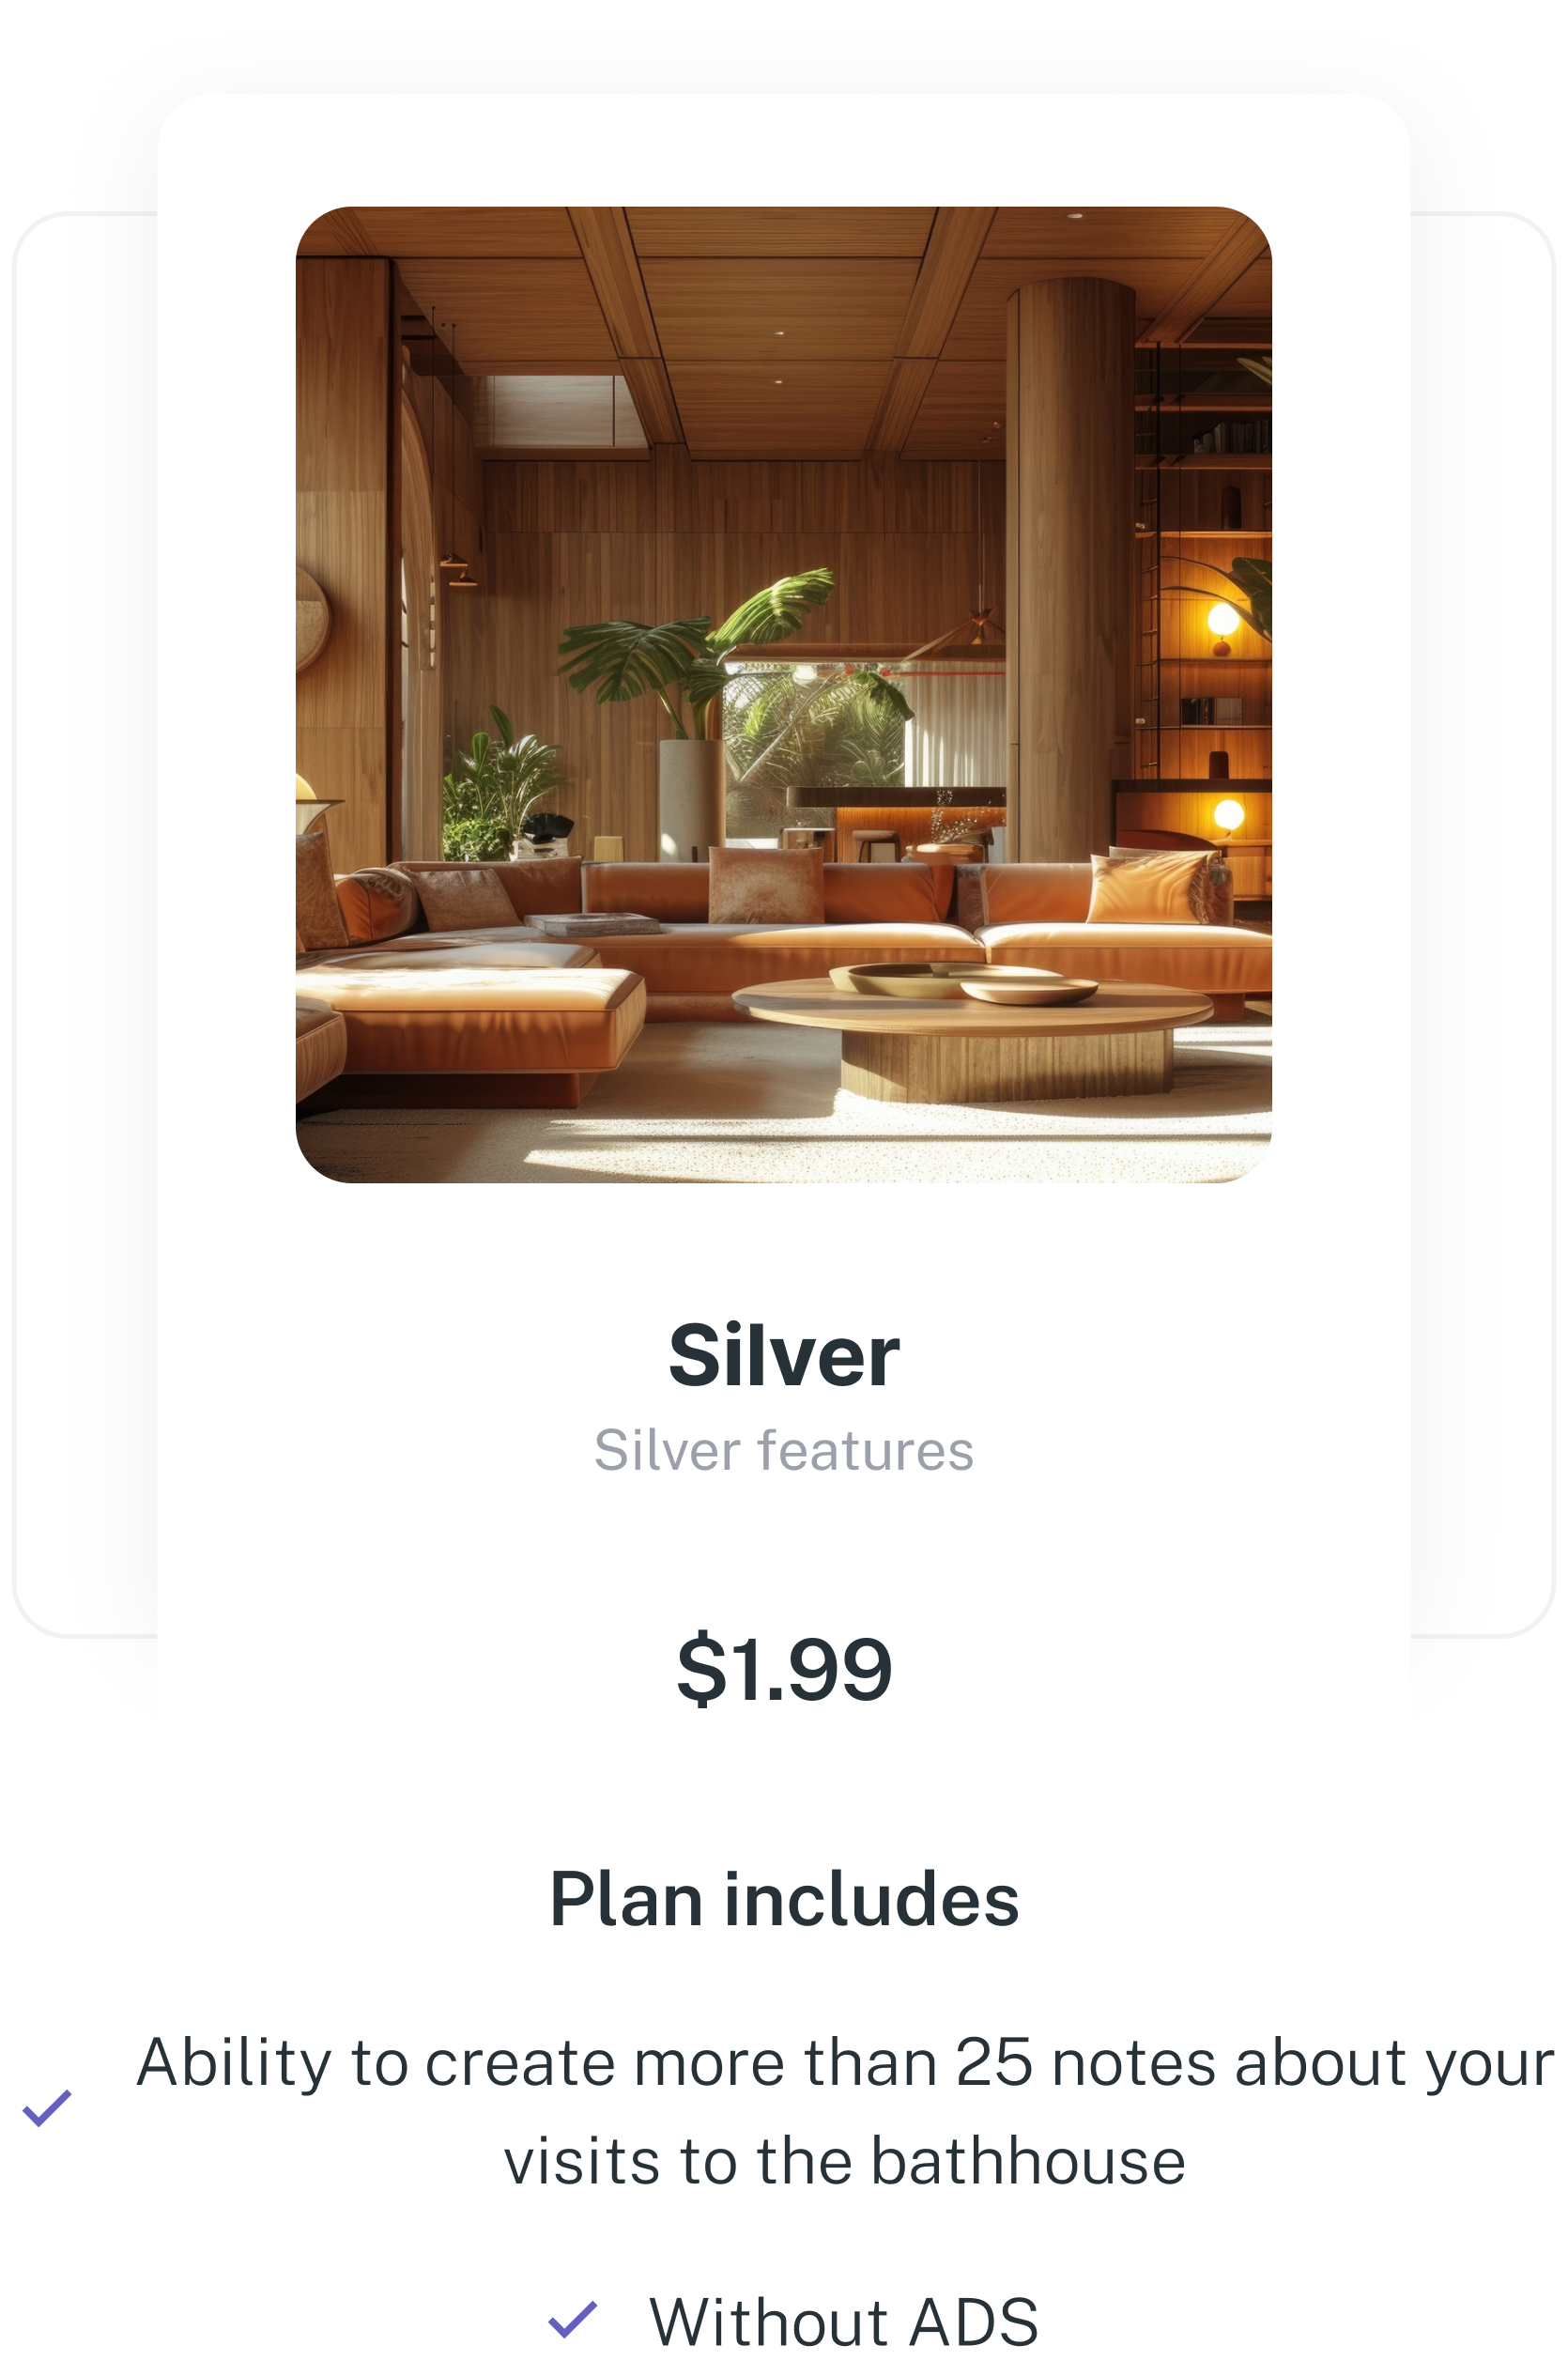 Silver
Silver features
$1.99
Plan includes
Ability to create more than 25 notes about your
visits to the bathhouse
Without ADS